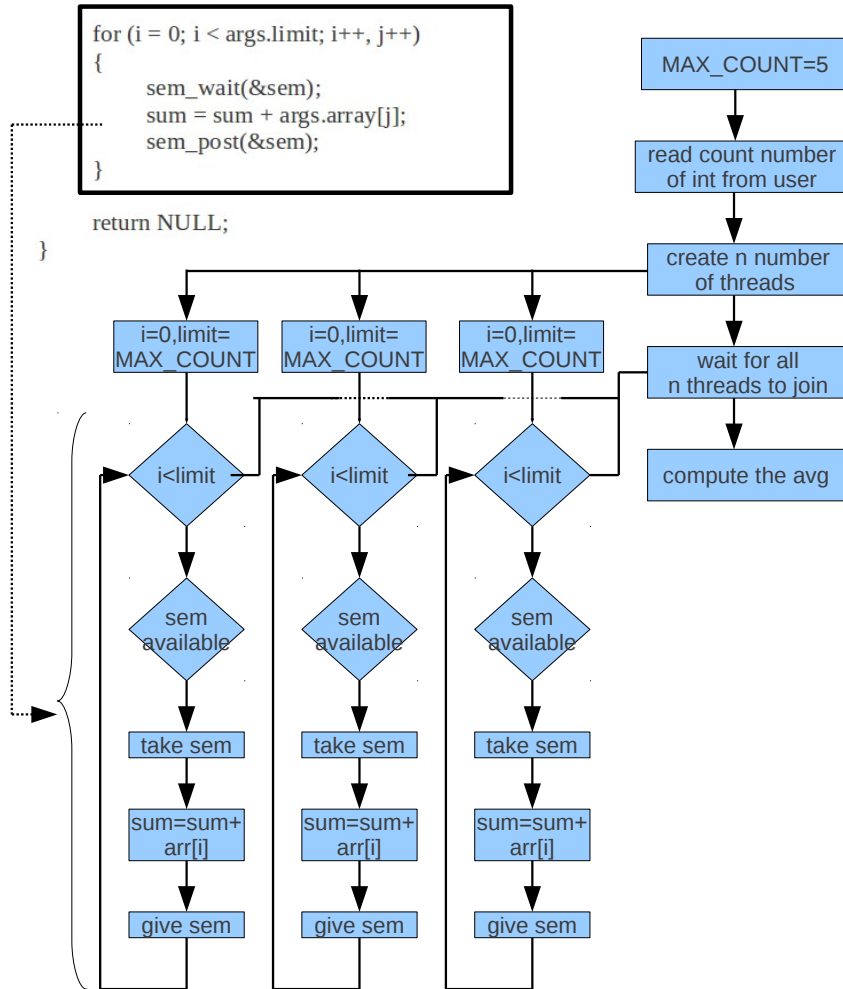 for (i = 0; i < args.limit; i++, j++)
{
sem_wait(&sem);
sum = sum + args.array[j];
sem_post(&sem);
}
return NULL;
}
MAX_COUNT=5
read count number
of int from user
create n number
of threads
wait for all
n threads to join
compute the avg
i=0,limit=
MAX_COUNT
i<limit
sem
available
take sem
sum=sum+
arr[i]
give sem
i=0,limit=
MAX_COUNT
i<limit
sem
available
take sem
sum=sum+
arr[i]
give sem
i=0,limit=
MAX_COUNT
i<limit
sem
available
take sem
sum=sum+
arr[i]
give sem